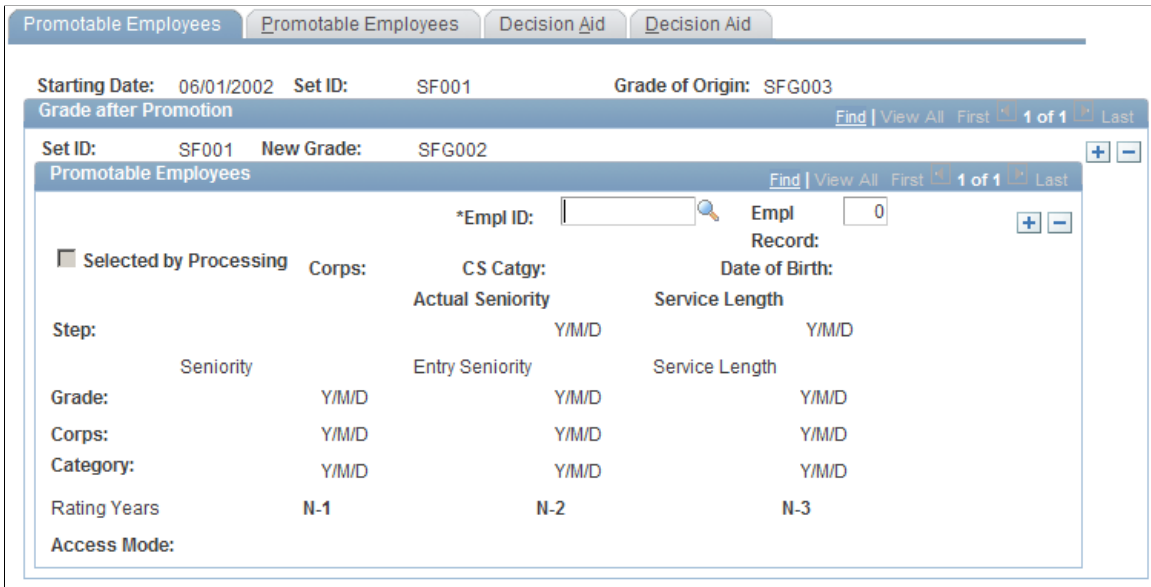 Promotable Employees Promotable Employees Decision Aid Decision Aid
Starting Date: 06/01/2002 Set ID: SF001 Grade of Origin: SFG003
Grade after Promotion Find | View All First 1 of 1 Last
Set ID: SF001 New Grade: SFG002
Promotable Employees Find | View All First 1 of 1 Last
*Empl ID: Empl Record: 0
Selected by Processing Corps: CS Catgy: Date of Birth:
Actual Seniority Service Length
Step: Y/M/D Y/M/D
Seniority Entry Seniority Service Length
Grade: Y/M/D Y/M/D Y/M/D
Corps: Y/M/D Y/M/D Y/M/D
Category: Y/M/D Y/M/D Y/M/D
Rating Years N-1 N-2 N-3
Access Mode: